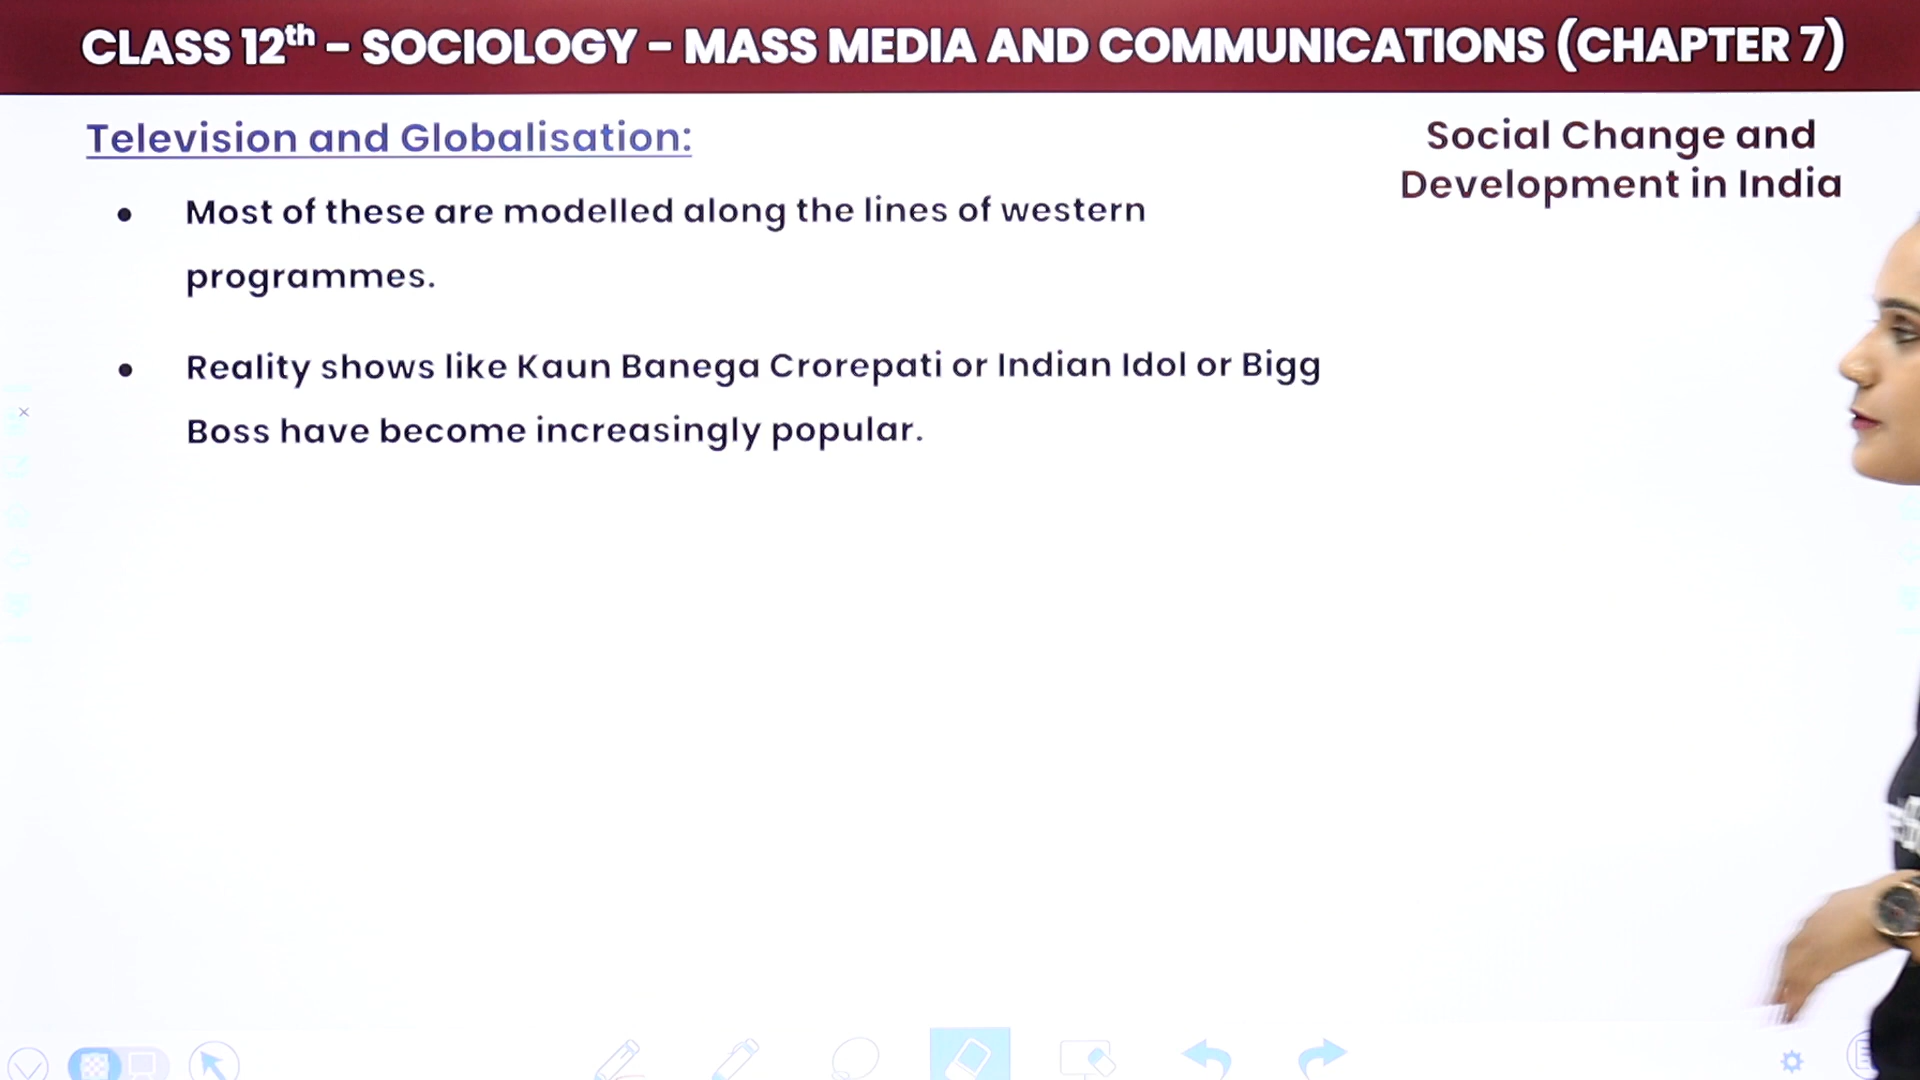 CLASS 12th – SOCIOLOGY – MASS MEDIA AND COMMUNICATIONS (CHAPTER 7)
Television and Globalisation:
Social Change and
Development in India
• Most of these are modelled along the lines of western
programmes.
• Reality shows like Kaun Banega Crorepati or Indian Idol or Bigg
Boss have become increasingly popular.